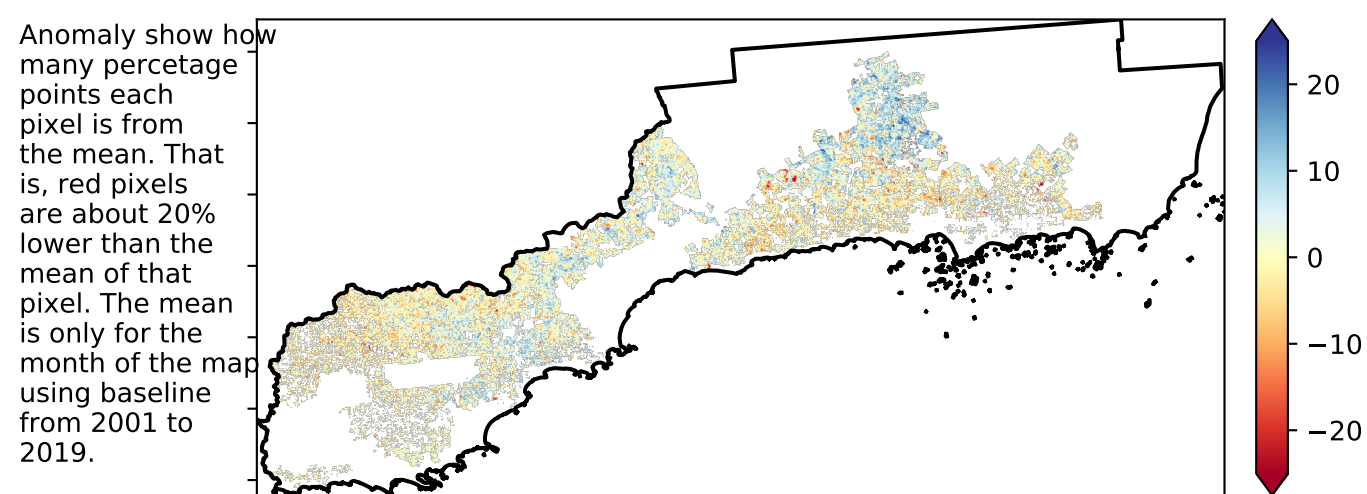 Anomaly show how
many percetage
points each
pixel is from
the mean. That
is, red pixels
are about 20%
lower than the
mean of that
pixel. The mean
is only for the
month of the map
using baseline
from 2001 to
2019.
20
10
0
−10
−20